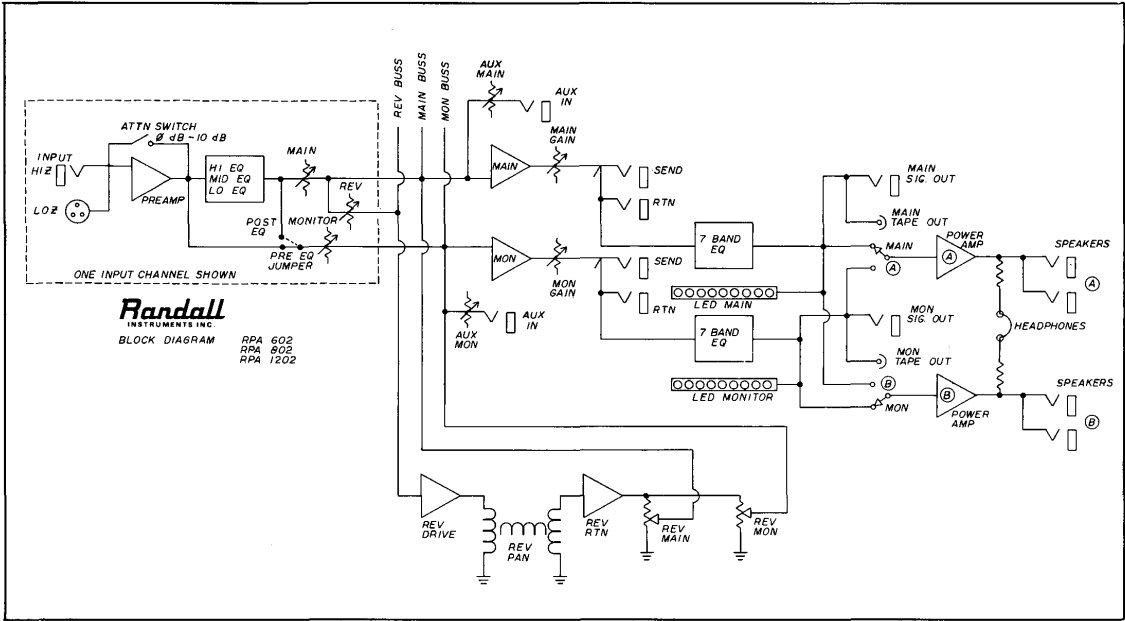 ATTN SWITCH
Ø dB -10 dB
INPUT
HI Z
LO Z
PREAMP
HI EQ
MID EQ
LO EQ
MAIN
REV
POST
EQ
MONITOR
PRE EQ
JUMPER
ONE INPUT CHANNEL SHOWN
Randall
INSTRUMENTS INC.
BLOCK DIAGRAM
RPA 602
RPA 802
RPA 1202
REV BUSS
MAIN BUSS
MON BUSS
AUX
MAIN
AUX
IN
MAIN
MAIN
GAIN
SEND
RTN
MON
MON
GAIN
SEND
RTN
AUX
MON
AUX
IN
7 BAND
EQ
LED MAIN
7 BAND
EQ
LED MONITOR
MAIN
SIG. OUT
MAIN
TAPE OUT
MAIN
A
POWER
AMP
A
SPEAKERS
A
MON
SIG. OUT
MON
TAPE OUT
HEADPHONES
B
MON
B
POWER
AMP
SPEAKERS
B
REV
DRIVE
REV
PAN
REV
RTN
REV
MAIN
REV
MON